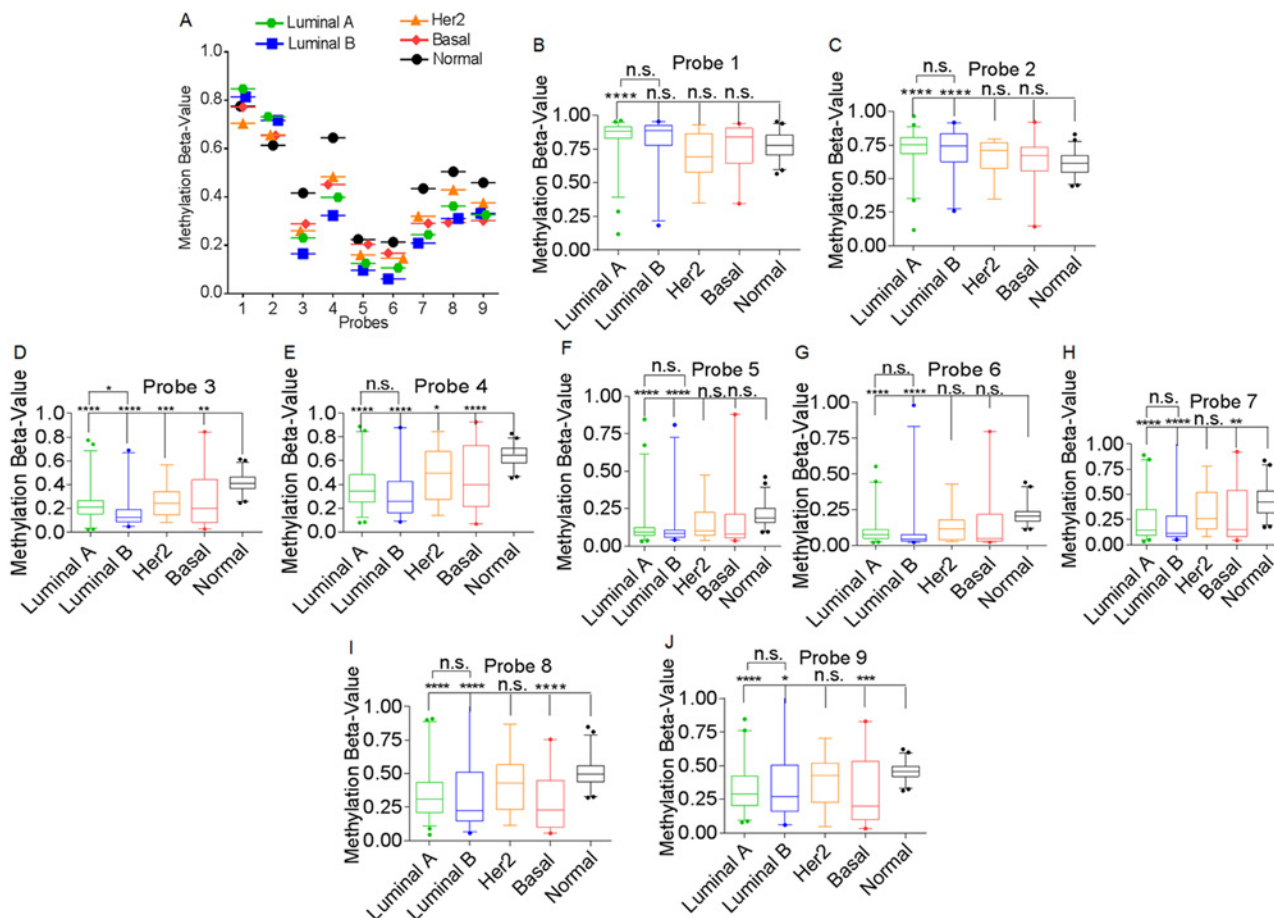 A
Luminal A
Luminal B
Her2
Basal
Normal
Methylation Beta-Value
1.0
0.8
0.6
0.4
0.2
0.0
1 2 3 4 5 6 7 8 9
Probes
B
Probe 1
n.s.
**** n.s. n.s. n.s.
Methylation Beta-Value
1.00
0.75
0.50
0.25
0.00
Luminal A Luminal B Her2 Basal Normal
C
Probe 2
n.s.
**** **** n.s. n.s.
Methylation Beta-Value
1.00
0.75
0.50
0.25
0.00
Luminal A Luminal B Her2 Basal Normal
D
Probe 3
*
**** **** *** **
Methylation Beta-Value
1.0
0.8
0.6
0.4
0.2
0.0
Luminal A Luminal B Her2 Basal Normal
E
Probe 4
n.s.
**** **** * ****
Methylation Beta-Value
1.0
0.8
0.6
0.4
0.2
0.0
Luminal A Luminal B Her2 Basal Normal
F
Probe 5
n.s.
**** **** n.s. n.s.
Methylation Beta-Value
1.00
0.75
0.50
0.25
0.00
Luminal A Luminal B Her2 Basal Normal
G
Probe 6
n.s.
**** **** n.s. n.s.
Methylation Beta-Value
1.00
0.75
0.50
0.25
0.00
Luminal A Luminal B Her2 Basal Normal
H
Probe 7
n.s.
**** **** n.s. **
Methylation Beta-Value
1.00
0.75
0.50
0.25
0.00
Luminal A Luminal B Her2 Basal Normal
I
Probe 8
n.s.
**** **** n.s. ****
Methylation Beta-Value
1.00
0.75
0.50
0.25
0.00
Luminal A Luminal B Her2 Basal Normal
J
Probe 9
n.s.
**** * n.s. ***
Methylation Beta-Value
1.00
0.75
0.50
0.25
0.00
Luminal A Luminal B Her2 Basal Normal